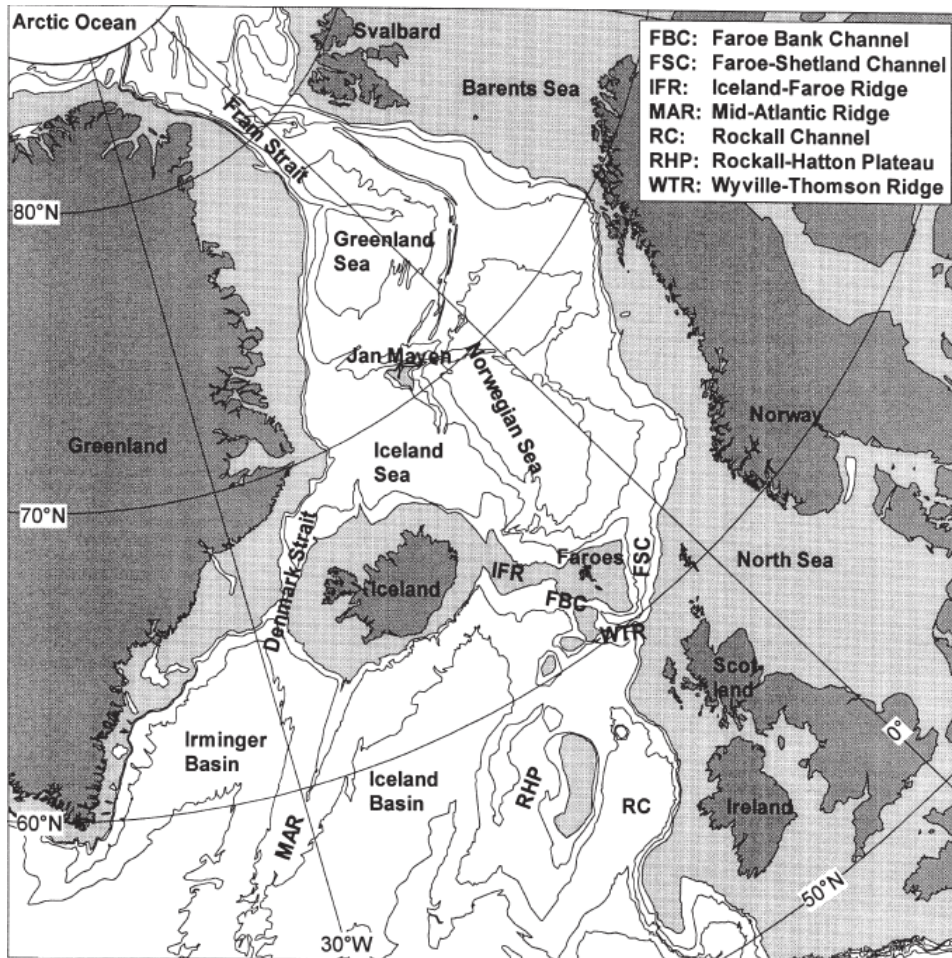 Arctic Ocean
Svalbard
Barents Sea
FBC: Faroe Bank Channel
FSC: Faroe-Shetland Channel
IFR: Iceland-Faroe Ridge
MAR: Mid-Atlantic Ridge
RC: Rockall Channel
RHP: Rockall-Hatton Plateau
WTR: Wyville-Thomson Ridge
Fram Strait
80°N
Greenland
Sea
Jan Mayen
Norwegian Sea
Norway
Greenland
Iceland
Sea
70°N
Denmark Strait
Iceland
IFR
Faroes
FSC
North Sea
FBC
WTR
Scot-
land
0°
Irminger
Basin
Iceland
Basin
RHP
RC
Ireland
MAR
60°N
50°N
30°W